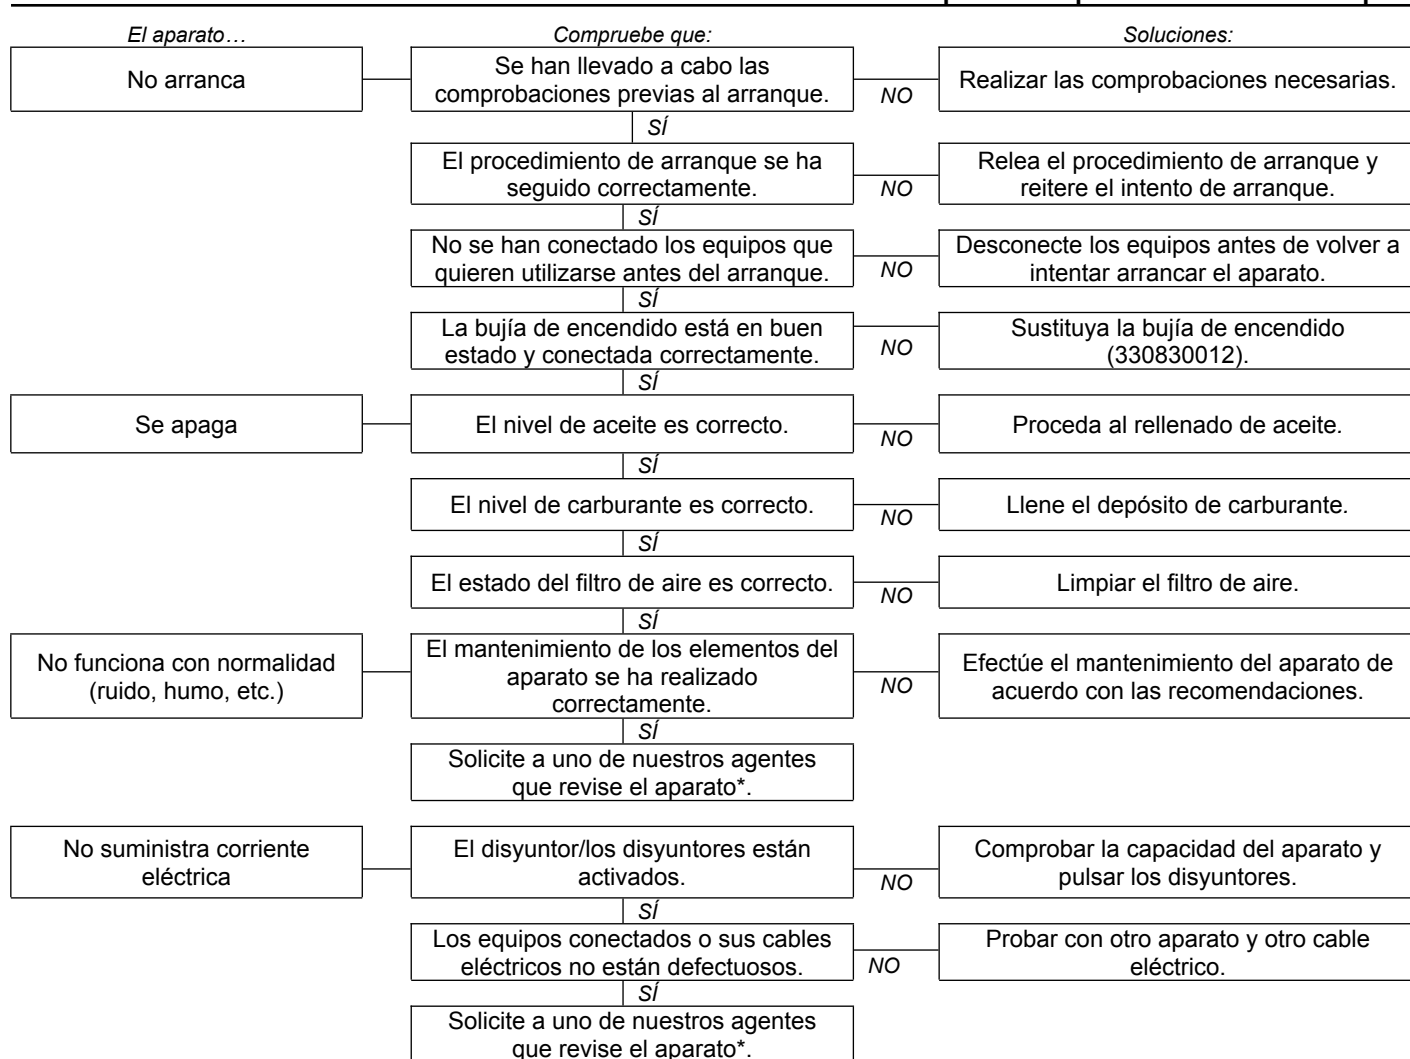 El aparato…
Compruebe que:
Soluciones:
No arranca
Se han llevado a cabo las
comprobaciones previas al arranque.
NO
Realizar las comprobaciones necesarias.
SÍ
El procedimiento de arranque se ha
seguido correctamente.
NO
Relea el procedimiento de arranque y
reitere el intento de arranque.
SÍ
No se han conectado los equipos que
quieren utilizarse antes del arranque.
NO
Desconecte los equipos antes de volver a
intentar arrancar el aparato.
SÍ
La bujía de encendido está en buen
estado y conectada correctamente.
NO
Sustituya la bujía de encendido
(330830012).
SÍ
Se apaga
El nivel de aceite es correcto.
NO
Proceda al rellenado de aceite.
SÍ
El nivel de carburante es correcto.
NO
Llene el depósito de carburante.
SÍ
El estado del filtro de aire es correcto.
NO
Limpiar el filtro de aire.
SÍ
No funciona con normalidad
(ruido, humo, etc.)
El mantenimiento de los elementos del
aparato se ha realizado
correctamente.
NO
Efectúe el mantenimiento del aparato de
acuerdo con las recomendaciones.
SÍ
Solicite a uno de nuestros agentes
que revise el aparato*.
No suministra corriente
eléctrica
El disyuntor/los disyuntores están
activados.
NO
Comprobar la capacidad del aparato y
pulsar los disyuntores.
SÍ
Los equipos conectados o sus cables
eléctricos no están defectuosos.
NO
Probar con otro aparato y otro cable
eléctrico.
SÍ
Solicite a uno de nuestros agentes
que revise el aparato*.